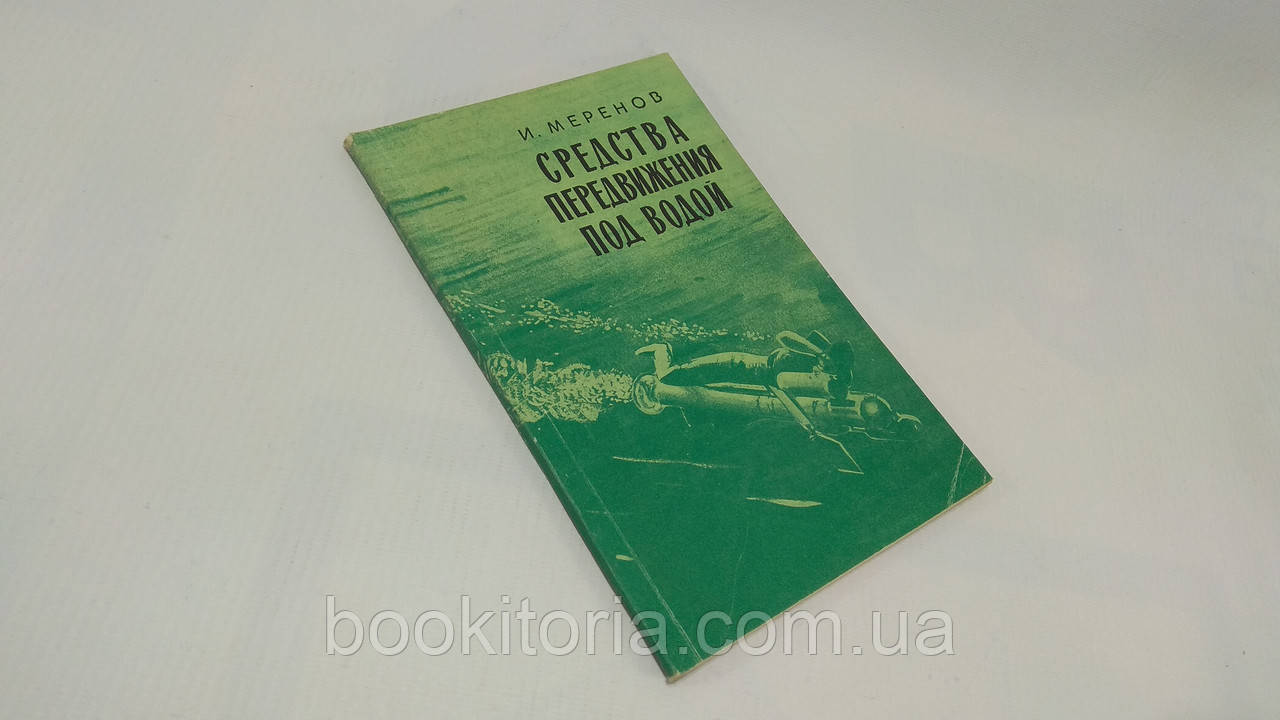 И. МЕРЕНОВ
СРЕДСТВА
ПЕРЕДВИЖЕНИЯ
ПОД ВОДОЙ
bookitoria.com.ua